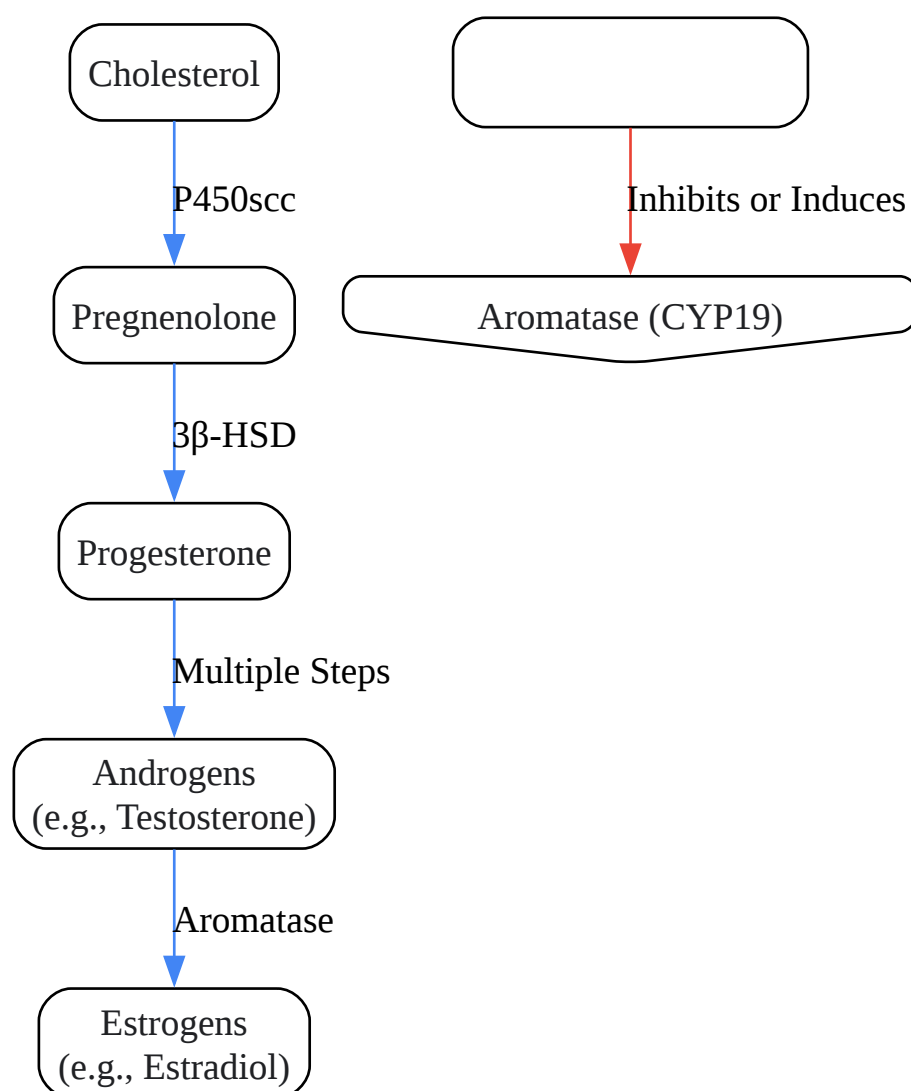 Cholesterol
P450scc
Inhibits or Induces
Pregnenolone
Aromatase (CYP19)
3β-HSD
Progesterone
Multiple Steps
Androgens
(e.g., Testosterone)
Aromatase
Estrogens
(e.g., Estradiol)